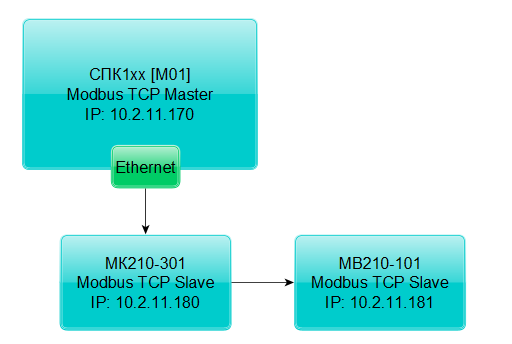 СПК1хх [M01]
Modbus TCP Master
IP: 10.2.11.170
Ethernet
МК210-301
Modbus TCP Slave
IP: 10.2.11.180
МВ210-101
Modbus TCP Slave
IP: 10.2.11.181